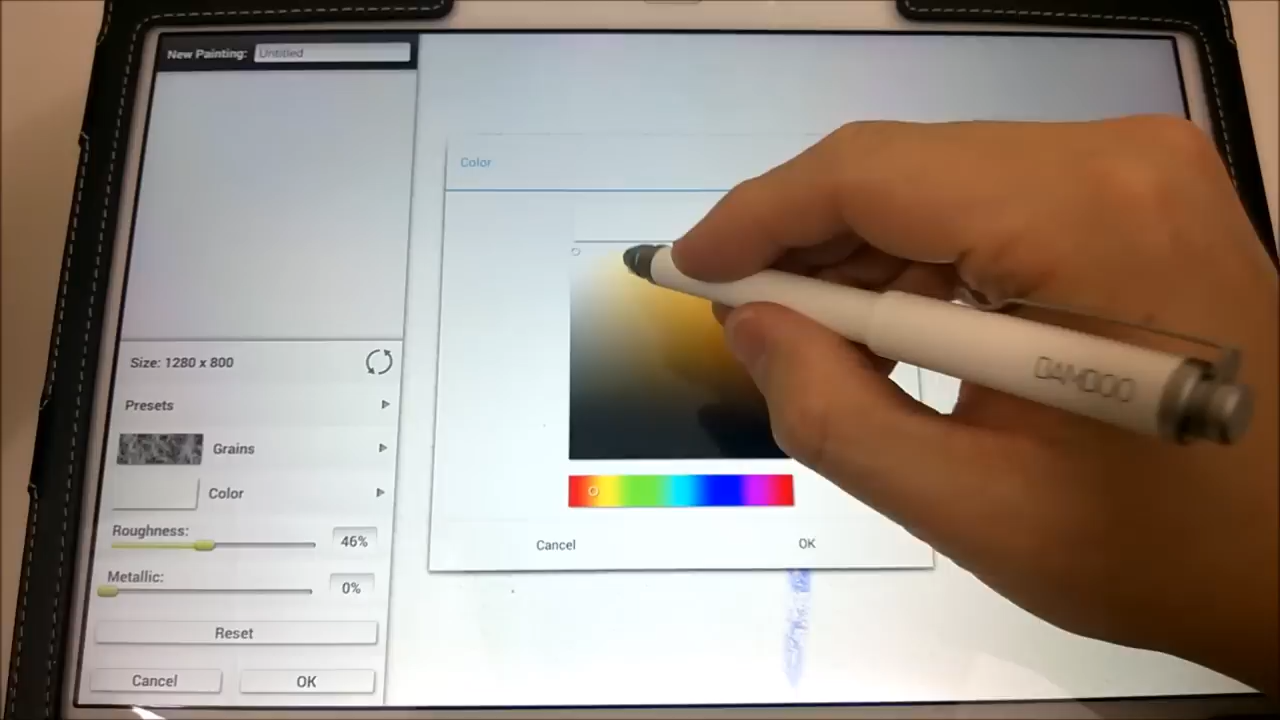 New Painting: Untitled
Color
Size: 1280 x 800
Presets
Grains
Color
Roughness:
46%
Metallic:
0%
Reset
Cancel
OK
Cancel
OK
BAMBOO